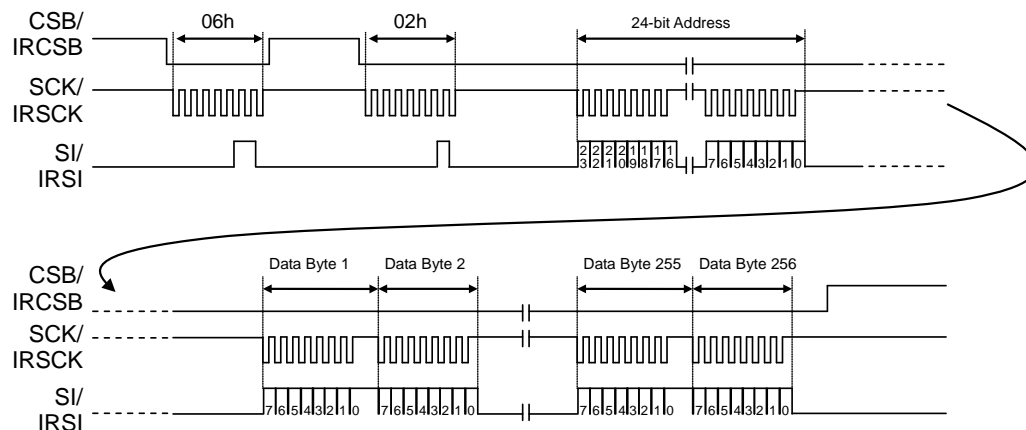 CSB/
IRCSB
06h
02h
24-bit Address
SCK/
IRSCK
SI/
IRSI
2 2 2 2 1 1 1 1
3 2 1 0 9 8 7 6
7 6 5 4 3 2 1 0
CSB/
IRCSB
Data Byte 1
Data Byte 2
Data Byte 255
Data Byte 256
SCK/
IRSCK
SI/
IRSI
7 6 5 4 3 2 1 0
7 6 5 4 3 2 1 0
7 6 5 4 3 2 1 0
7 6 5 4 3 2 1 0